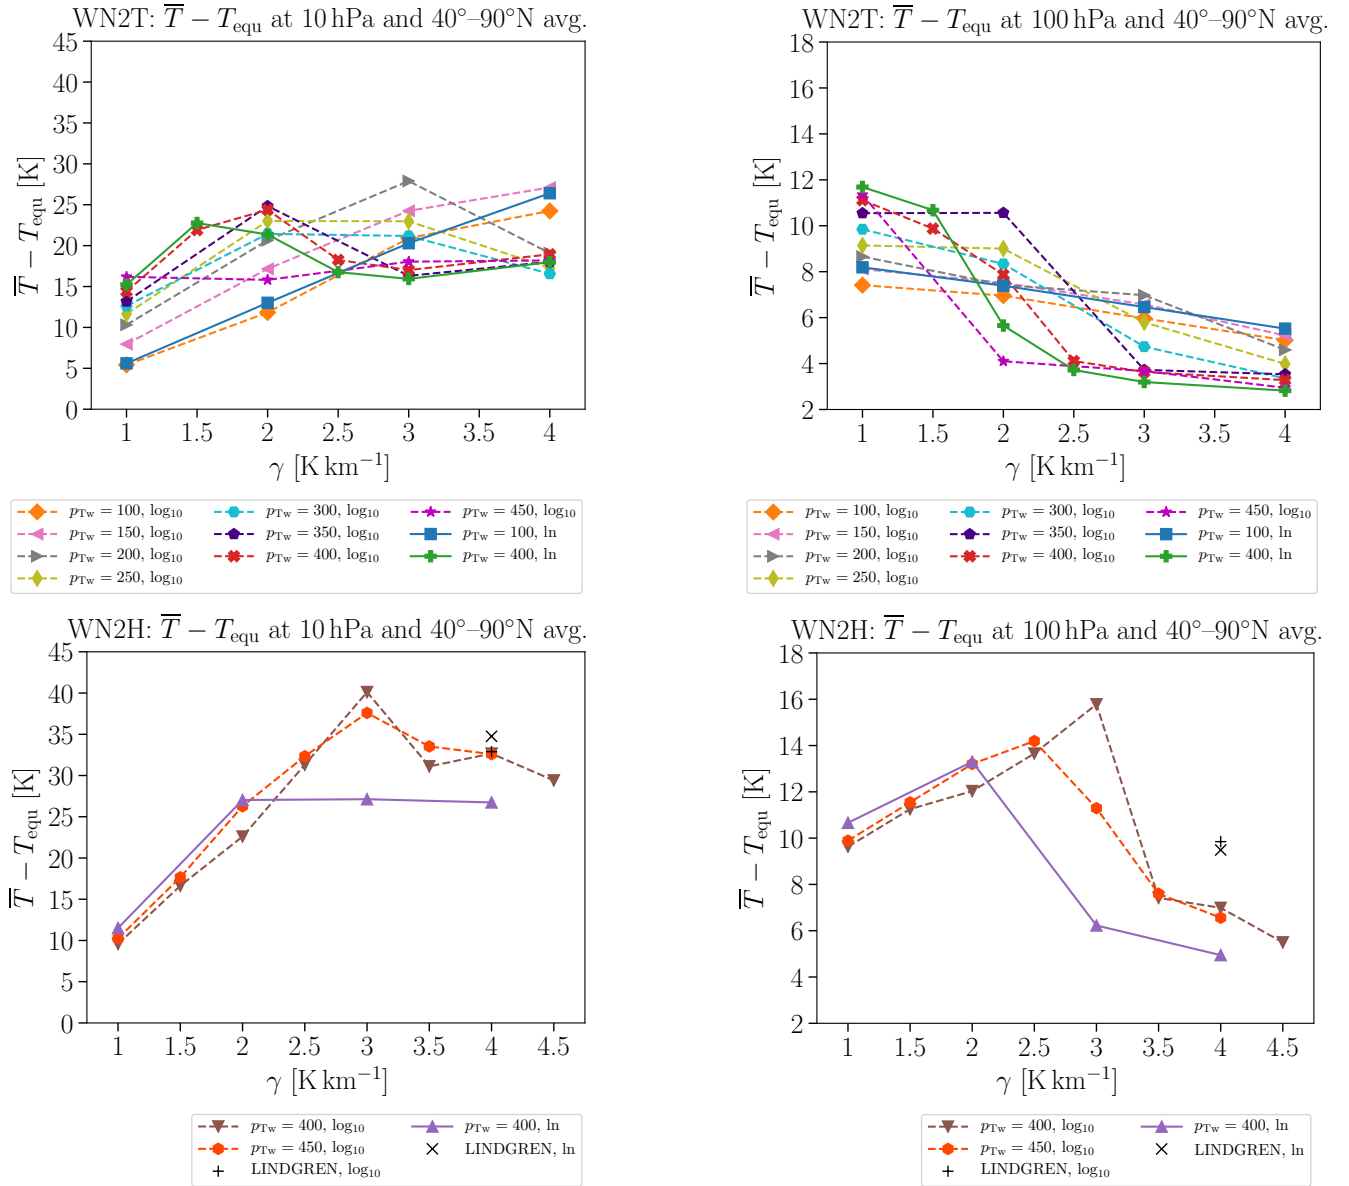 WN2T: T̅ − T_equ at 10 hPa and 40°–90°N avg.
T̅ − T_equ [K]
45
40
35
30
25
20
15
10
5
0
1 1.5 2 2.5 3 3.5 4
γ [K km⁻¹]
p_Tw = 100, log₁₀
p_Tw = 150, log₁₀
p_Tw = 200, log₁₀
p_Tw = 250, log₁₀
p_Tw = 300, log₁₀
p_Tw = 350, log₁₀
p_Tw = 400, log₁₀
p_Tw = 450, log₁₀
p_Tw = 100, ln
p_Tw = 400, ln
WN2T: T̅ − T_equ at 100 hPa and 40°–90°N avg.
T̅ − T_equ [K]
18
16
14
12
10
8
6
4
2
1 1.5 2 2.5 3 3.5 4
γ [K km⁻¹]
p_Tw = 100, log₁₀
p_Tw = 150, log₁₀
p_Tw = 200, log₁₀
p_Tw = 250, log₁₀
p_Tw = 300, log₁₀
p_Tw = 350, log₁₀
p_Tw = 400, log₁₀
p_Tw = 450, log₁₀
p_Tw = 100, ln
p_Tw = 400, ln
WN2H: T̅ − T_equ at 10 hPa and 40°–90°N avg.
T̅ − T_equ [K]
45
40
35
30
25
20
15
10
5
0
1 1.5 2 2.5 3 3.5 4 4.5
γ [K km⁻¹]
p_Tw = 400, log₁₀
p_Tw = 450, log₁₀
LINDGREN, log₁₀
p_Tw = 400, ln
LINDGREN, ln
WN2H: T̅ − T_equ at 100 hPa and 40°–90°N avg.
T̅ − T_equ [K]
18
16
14
12
10
8
6
4
2
1 1.5 2 2.5 3 3.5 4 4.5
γ [K km⁻¹]
p_Tw = 400, log₁₀
p_Tw = 450, log₁₀
LINDGREN, log₁₀
p_Tw = 400, ln
LINDGREN, ln